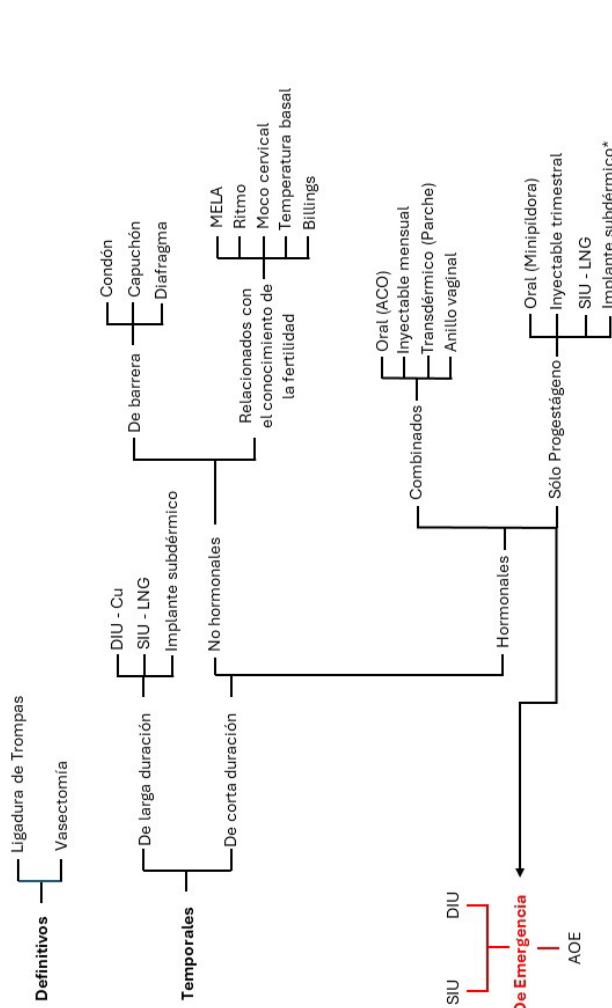 Definitivos
Ligadura de Trompas
Vasectomía
Temporales
De larga duración
DIU - Cu
SIU - LNG
Implante subdérmico
De corta duración
No hormonales
De barrera
Condón
Capuchón
Diafragma
Relacionados con
el conocimiento de
la fertilidad
MELA
Ritmo
Moco cervical
Temperatura basal
Billings
Hormonales
Combinados
Oral (ACO)
Inyectable mensual
Transdérmico (Parche)
Anillo vaginal
Sólo Progestágeno
Oral (Minipíldora)
Inyectable trimestral
SIU - LNG
Implante subdérmico*
SIU
DIU
De Emergencia
AOE